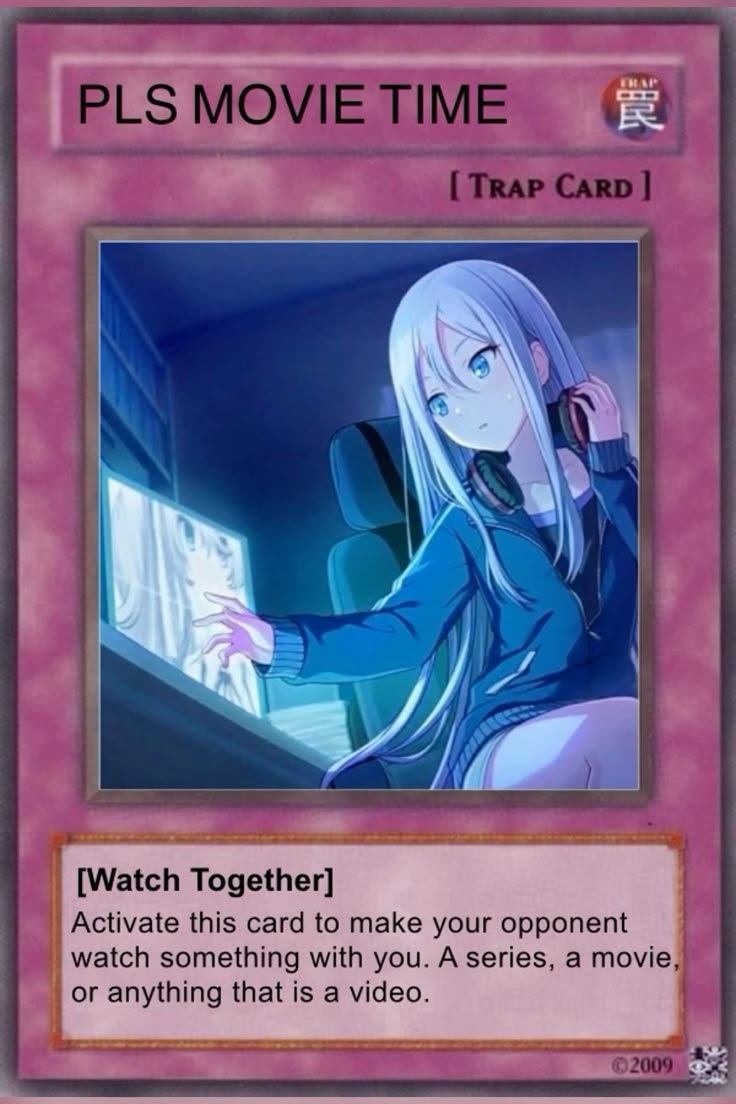 PLS MOVIE TIME
TRAP
罠
[ TRAP CARD ]
[Watch Together]
Activate this card to make your opponent
watch something with you. A series, a movie,
or anything that is a video.
©2009